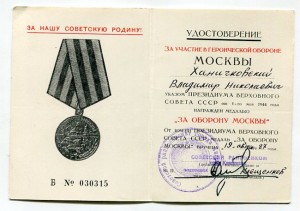 ЗА НАШУ СОВЕТСКУЮ РОДИНУ!
Б № 030315
УДОСТОВЕРЕНИЕ
ЗА УЧАСТИЕ В ГЕРОИЧЕСКОЙ ОБОРОНЕ
МОСКВЫ
Владимир Николаевич
УКАЗОМ ПРЕЗИДИУМА ВЕРХОВНОГО
СОВЕТА СССР от 1-го мая 1944 года
НАГРАЖДЕН МЕДАЛЬЮ
„ЗА ОБОРОНУ МОСКВЫ"
От имени ПРЕЗИДИУМА ВЕРХОВНОГО
СОВЕТА СССР МЕДАЛЬ „ЗА ОБОРОНУ
МОСКВЫ" вручена 19